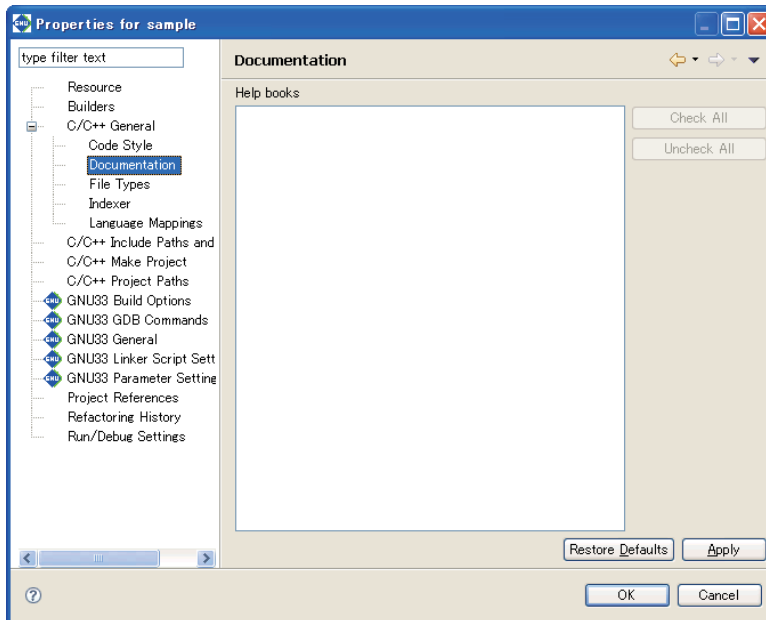 Properties for sample
type filter text
Resource
Builders
C/C++ General
Code Style
Documentation
File Types
Indexer
Language Mappings
C/C++ Include Paths and
C/C++ Make Project
C/C++ Project Paths
GNU33 Build Options
GNU33 GDB Commands
GNU33 General
GNU33 Linker Script Sett
GNU33 Parameter Setting
Project References
Refactoring History
Run/Debug Settings
Documentation
Help books
Check All
Uncheck All
Restore Defaults
Apply
OK
Cancel